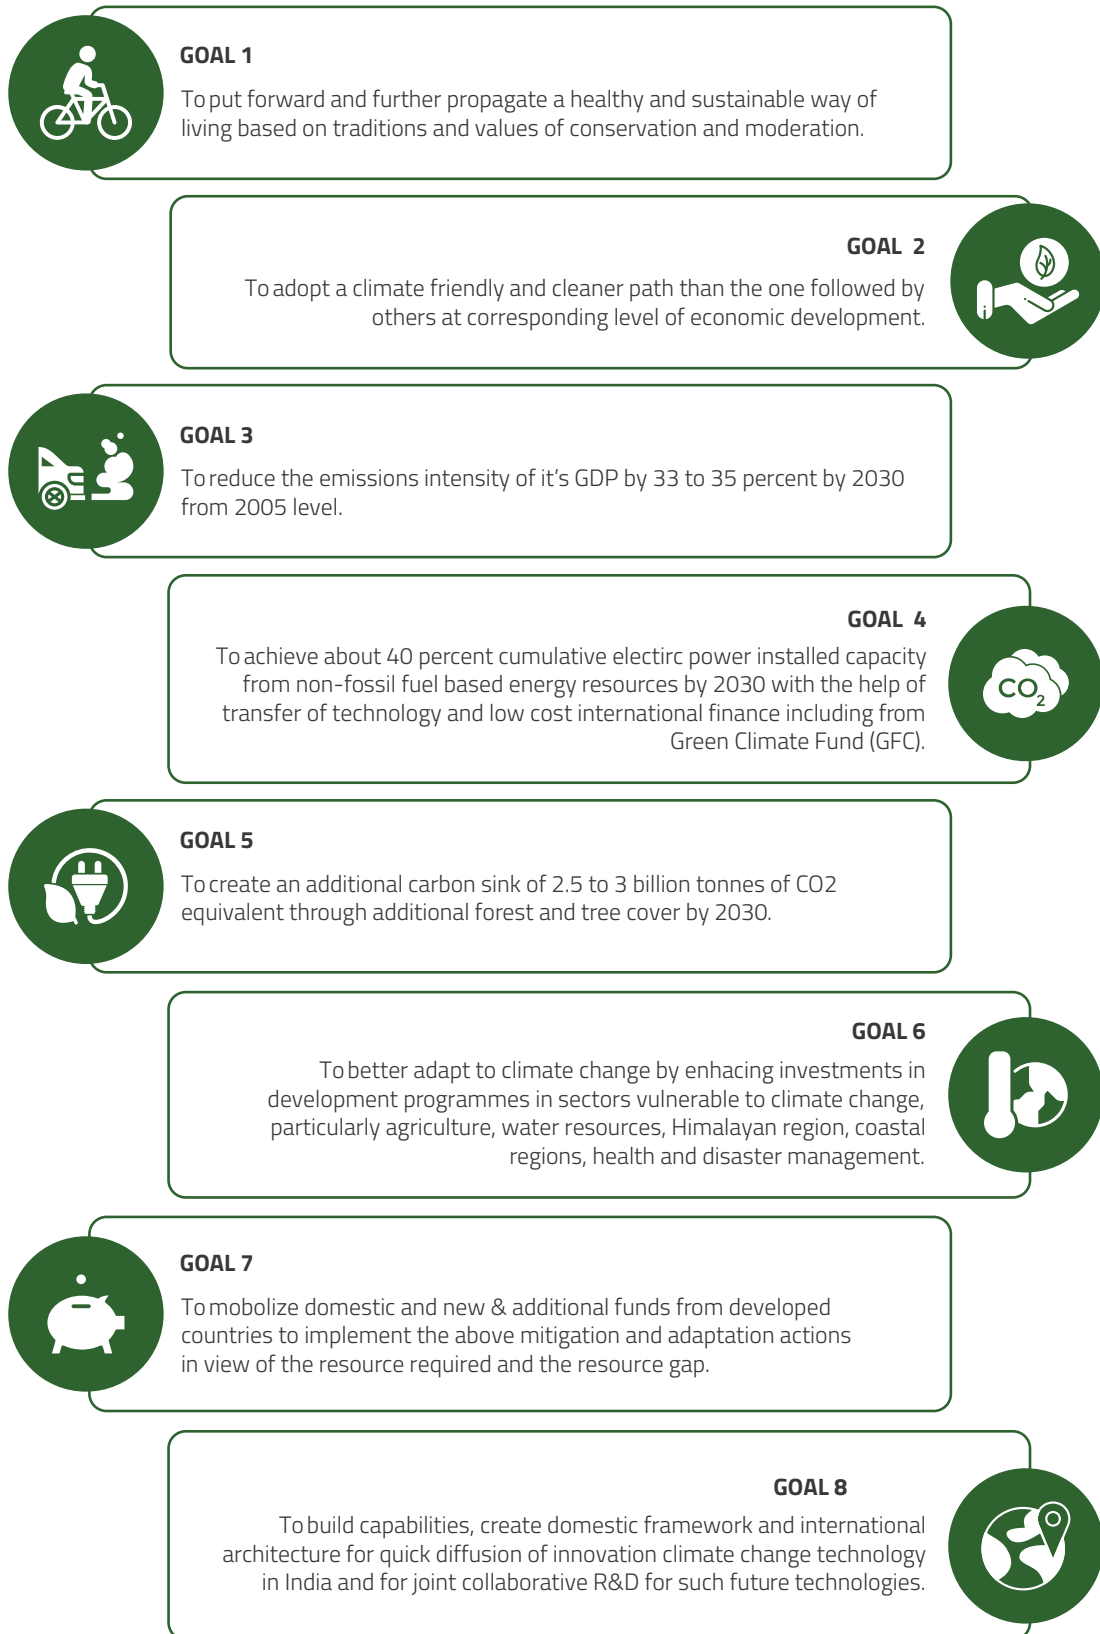 GOAL 1
To put forward and further propagate a healthy and sustainable way of
living based on traditions and values of conservation and moderation.
GOAL 2
To adopt a climate friendly and cleaner path than the one followed by
others at corresponding level of economic development.
GOAL 3
To reduce the emissions intensity of it's GDP by 33 to 35 percent by 2030
from 2005 level.
GOAL 4
To achieve about 40 percent cumulative electirc power installed capacity
from non-fossil fuel based energy resources by 2030 with the help of
transfer of technology and low cost international finance including from
Green Climate Fund (GFC).
CO2
GOAL 5
To create an additional carbon sink of 2.5 to 3 billion tonnes of CO2
equivalent through additional forest and tree cover by 2030.
GOAL 6
To better adapt to climate change by enhacing investments in
development programmes in sectors vulnerable to climate change,
particularly agriculture, water resources, Himalayan region, coastal
regions, health and disaster management.
GOAL 7
To mobolize domestic and new & additional funds from developed
countries to implement the above mitigation and adaptation actions
in view of the resource required and the resource gap.
GOAL 8
To build capabilities, create domestic framework and international
architecture for quick diffusion of innovation climate change technology
in India and for joint collaborative R&D for such future technologies.